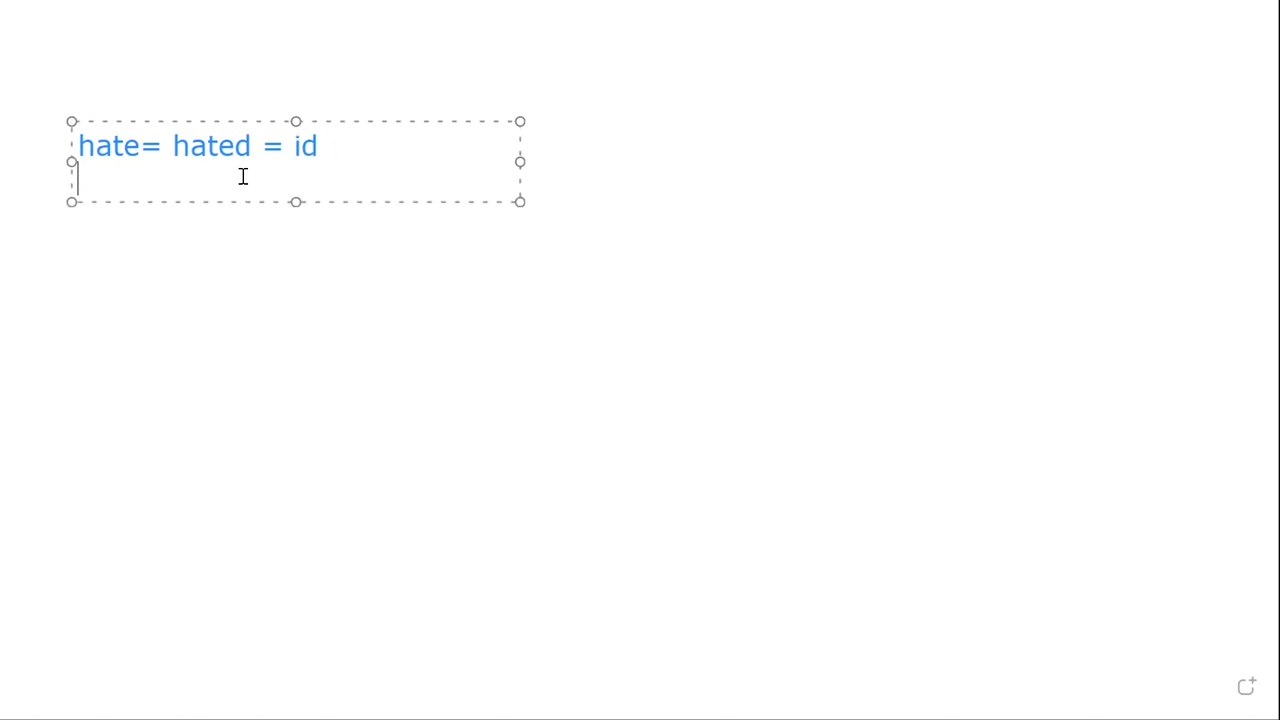 hate= hated = id